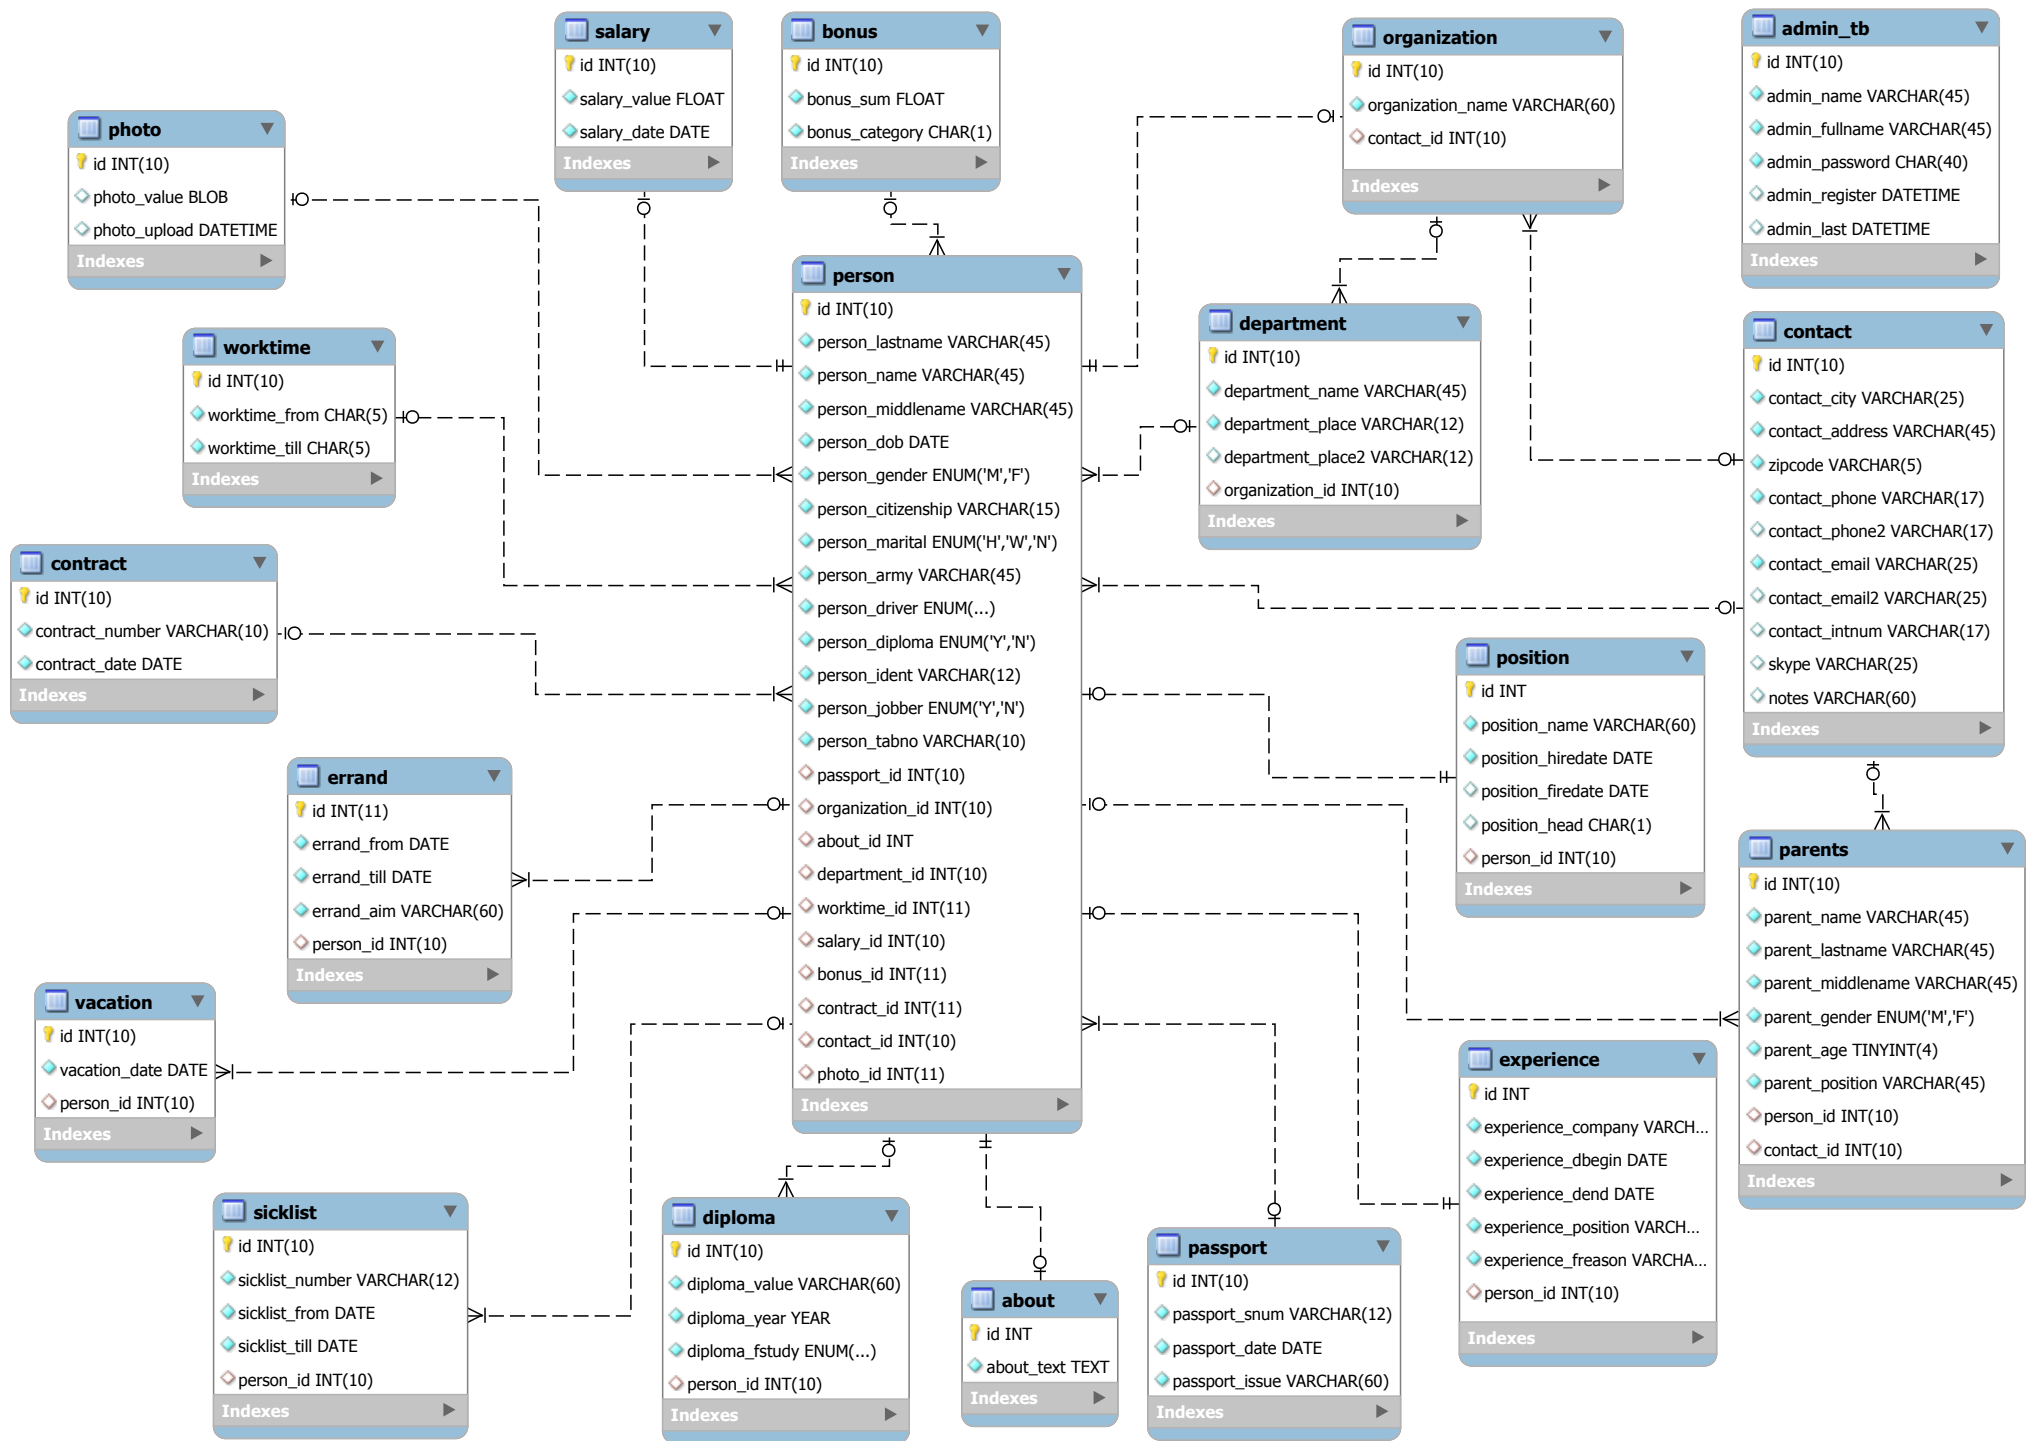 salary
id INT(10)
salary_value FLOAT
salary_date DATE
Indexes
bonus
id INT(10)
bonus_sum FLOAT
bonus_category CHAR(1)
Indexes
organization
id INT(10)
organization_name VARCHAR(60)
contact_id INT(10)
Indexes
admin_tb
id INT(10)
admin_name VARCHAR(45)
admin_fullname VARCHAR(45)
admin_password CHAR(40)
admin_register DATETIME
admin_last DATETIME
Indexes
photo
id INT(10)
photo_value BLOB
photo_upload DATETIME
Indexes
person
id INT(10)
person_lastname VARCHAR(45)
person_name VARCHAR(45)
person_middlename VARCHAR(45)
person_dob DATE
person_gender ENUM('M','F')
person_citizenship VARCHAR(15)
person_marital ENUM('H','W','N')
person_army VARCHAR(45)
person_driver ENUM(...)
person_diploma ENUM('Y','N')
person_ident VARCHAR(12)
person_jobber ENUM('Y','N')
person_tabno VARCHAR(10)
passport_id INT(10)
organization_id INT(10)
about_id INT
department_id INT(10)
worktime_id INT(11)
salary_id INT(10)
bonus_id INT(11)
contract_id INT(11)
contact_id INT(10)
photo_id INT(11)
Indexes
department
id INT(10)
department_name VARCHAR(45)
department_place VARCHAR(12)
department_place2 VARCHAR(12)
organization_id INT(10)
Indexes
contact
id INT(10)
contact_city VARCHAR(25)
contact_address VARCHAR(45)
zipcode VARCHAR(5)
contact_phone VARCHAR(17)
contact_phone2 VARCHAR(17)
contact_email VARCHAR(25)
contact_email2 VARCHAR(25)
contact_intnum VARCHAR(17)
skype VARCHAR(25)
notes VARCHAR(60)
Indexes
worktime
id INT(10)
worktime_from CHAR(5)
worktime_till CHAR(5)
Indexes
contract
id INT(10)
contract_number VARCHAR(10)
contract_date DATE
Indexes
position
id INT
position_name VARCHAR(60)
position_hiredate DATE
position_firedate DATE
position_head CHAR(1)
person_id INT(10)
Indexes
errand
id INT(11)
errand_from DATE
errand_till DATE
errand_aim VARCHAR(60)
person_id INT(10)
Indexes
parents
id INT(10)
parent_name VARCHAR(45)
parent_lastname VARCHAR(45)
parent_middlename VARCHAR(45)
parent_gender ENUM('M','F')
parent_age TINYINT(4)
parent_position VARCHAR(45)
person_id INT(10)
contact_id INT(10)
Indexes
vacation
id INT(10)
vacation_date DATE
person_id INT(10)
Indexes
experience
id INT
experience_company VARCH...
experience_dbegin DATE
experience_dend DATE
experience_position VARCH...
experience_freason VARCHA...
person_id INT(10)
Indexes
sicklist
id INT(10)
sicklist_number VARCHAR(12)
sicklist_from DATE
sicklist_till DATE
person_id INT(10)
Indexes
diploma
id INT(10)
diploma_value VARCHAR(60)
diploma_year YEAR
diploma_fstudy ENUM(...)
person_id INT(10)
Indexes
about
id INT
about_text TEXT
Indexes
passport
id INT(10)
passport_snum VARCHAR(12)
passport_date DATE
passport_issue VARCHAR(60)
Indexes